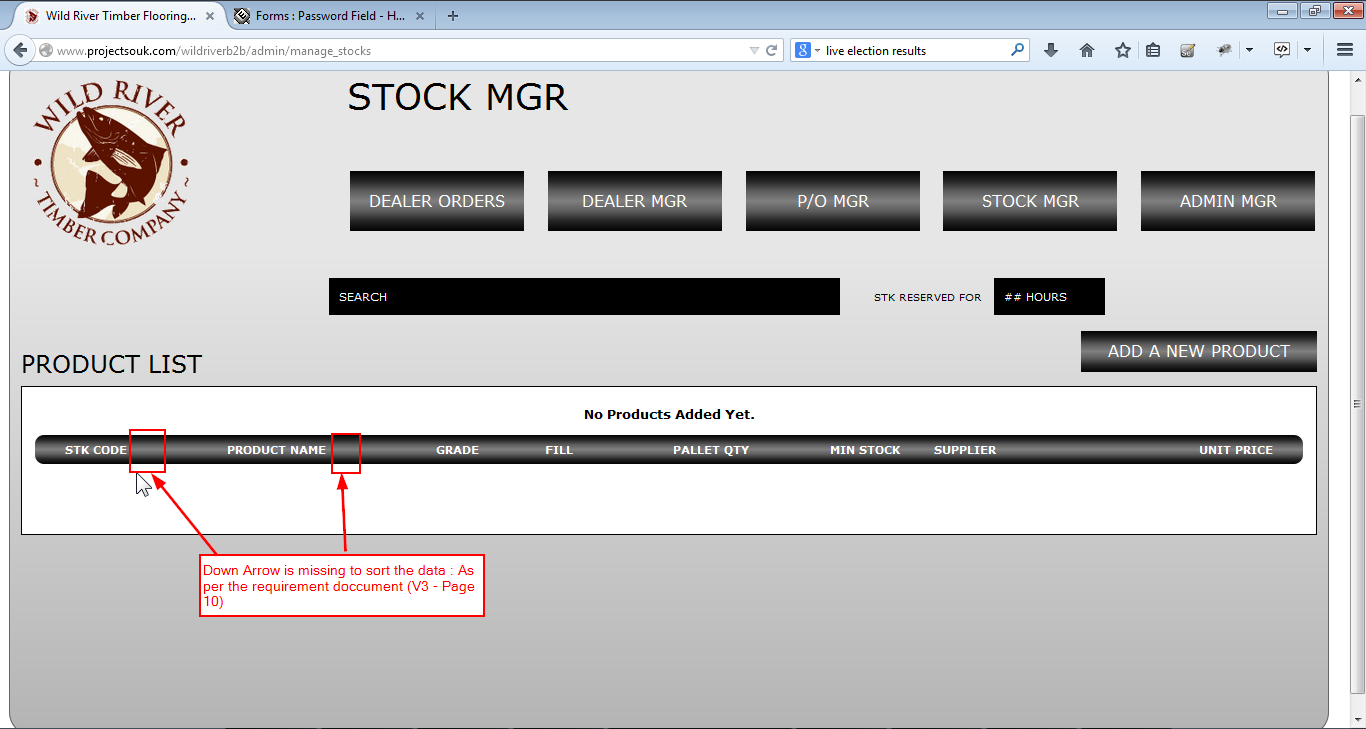 Wild River Timber Flooring...
Forms : Password Field - H...
www.projectsouk.com/wildriverb2b/admin/manage_stocks
live election results
WILD RIVER
TIMBER COMPANY
STOCK MGR
DEALER ORDERS
DEALER MGR
P/O MGR
STOCK MGR
ADMIN MGR
SEARCH
STK RESERVED FOR
## HOURS
ADD A NEW PRODUCT
PRODUCT LIST
No Products Added Yet.
STK CODE PRODUCT NAME GRADE FILL PALLET QTY MIN STOCK SUPPLIER UNIT PRICE
Down Arrow is missing to sort the data : As
per the requirement doccument (V3 - Page
10)